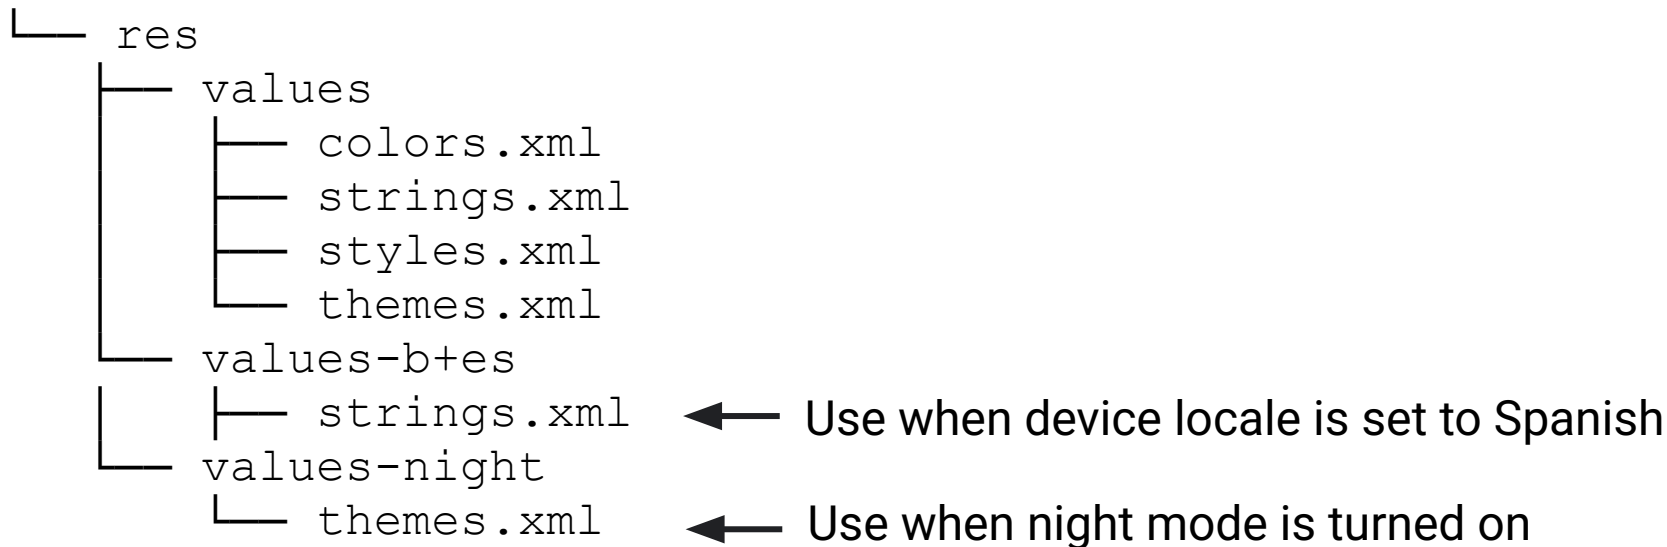 └── res
    ├── values
    │   ├── colors.xml
    │   ├── strings.xml
    │   ├── styles.xml
    │   └── themes.xml
    └── values-b+es
    │   ├── strings.xml Use when device locale is set to Spanish
    └── values-night
        └── themes.xml Use when night mode is turned on